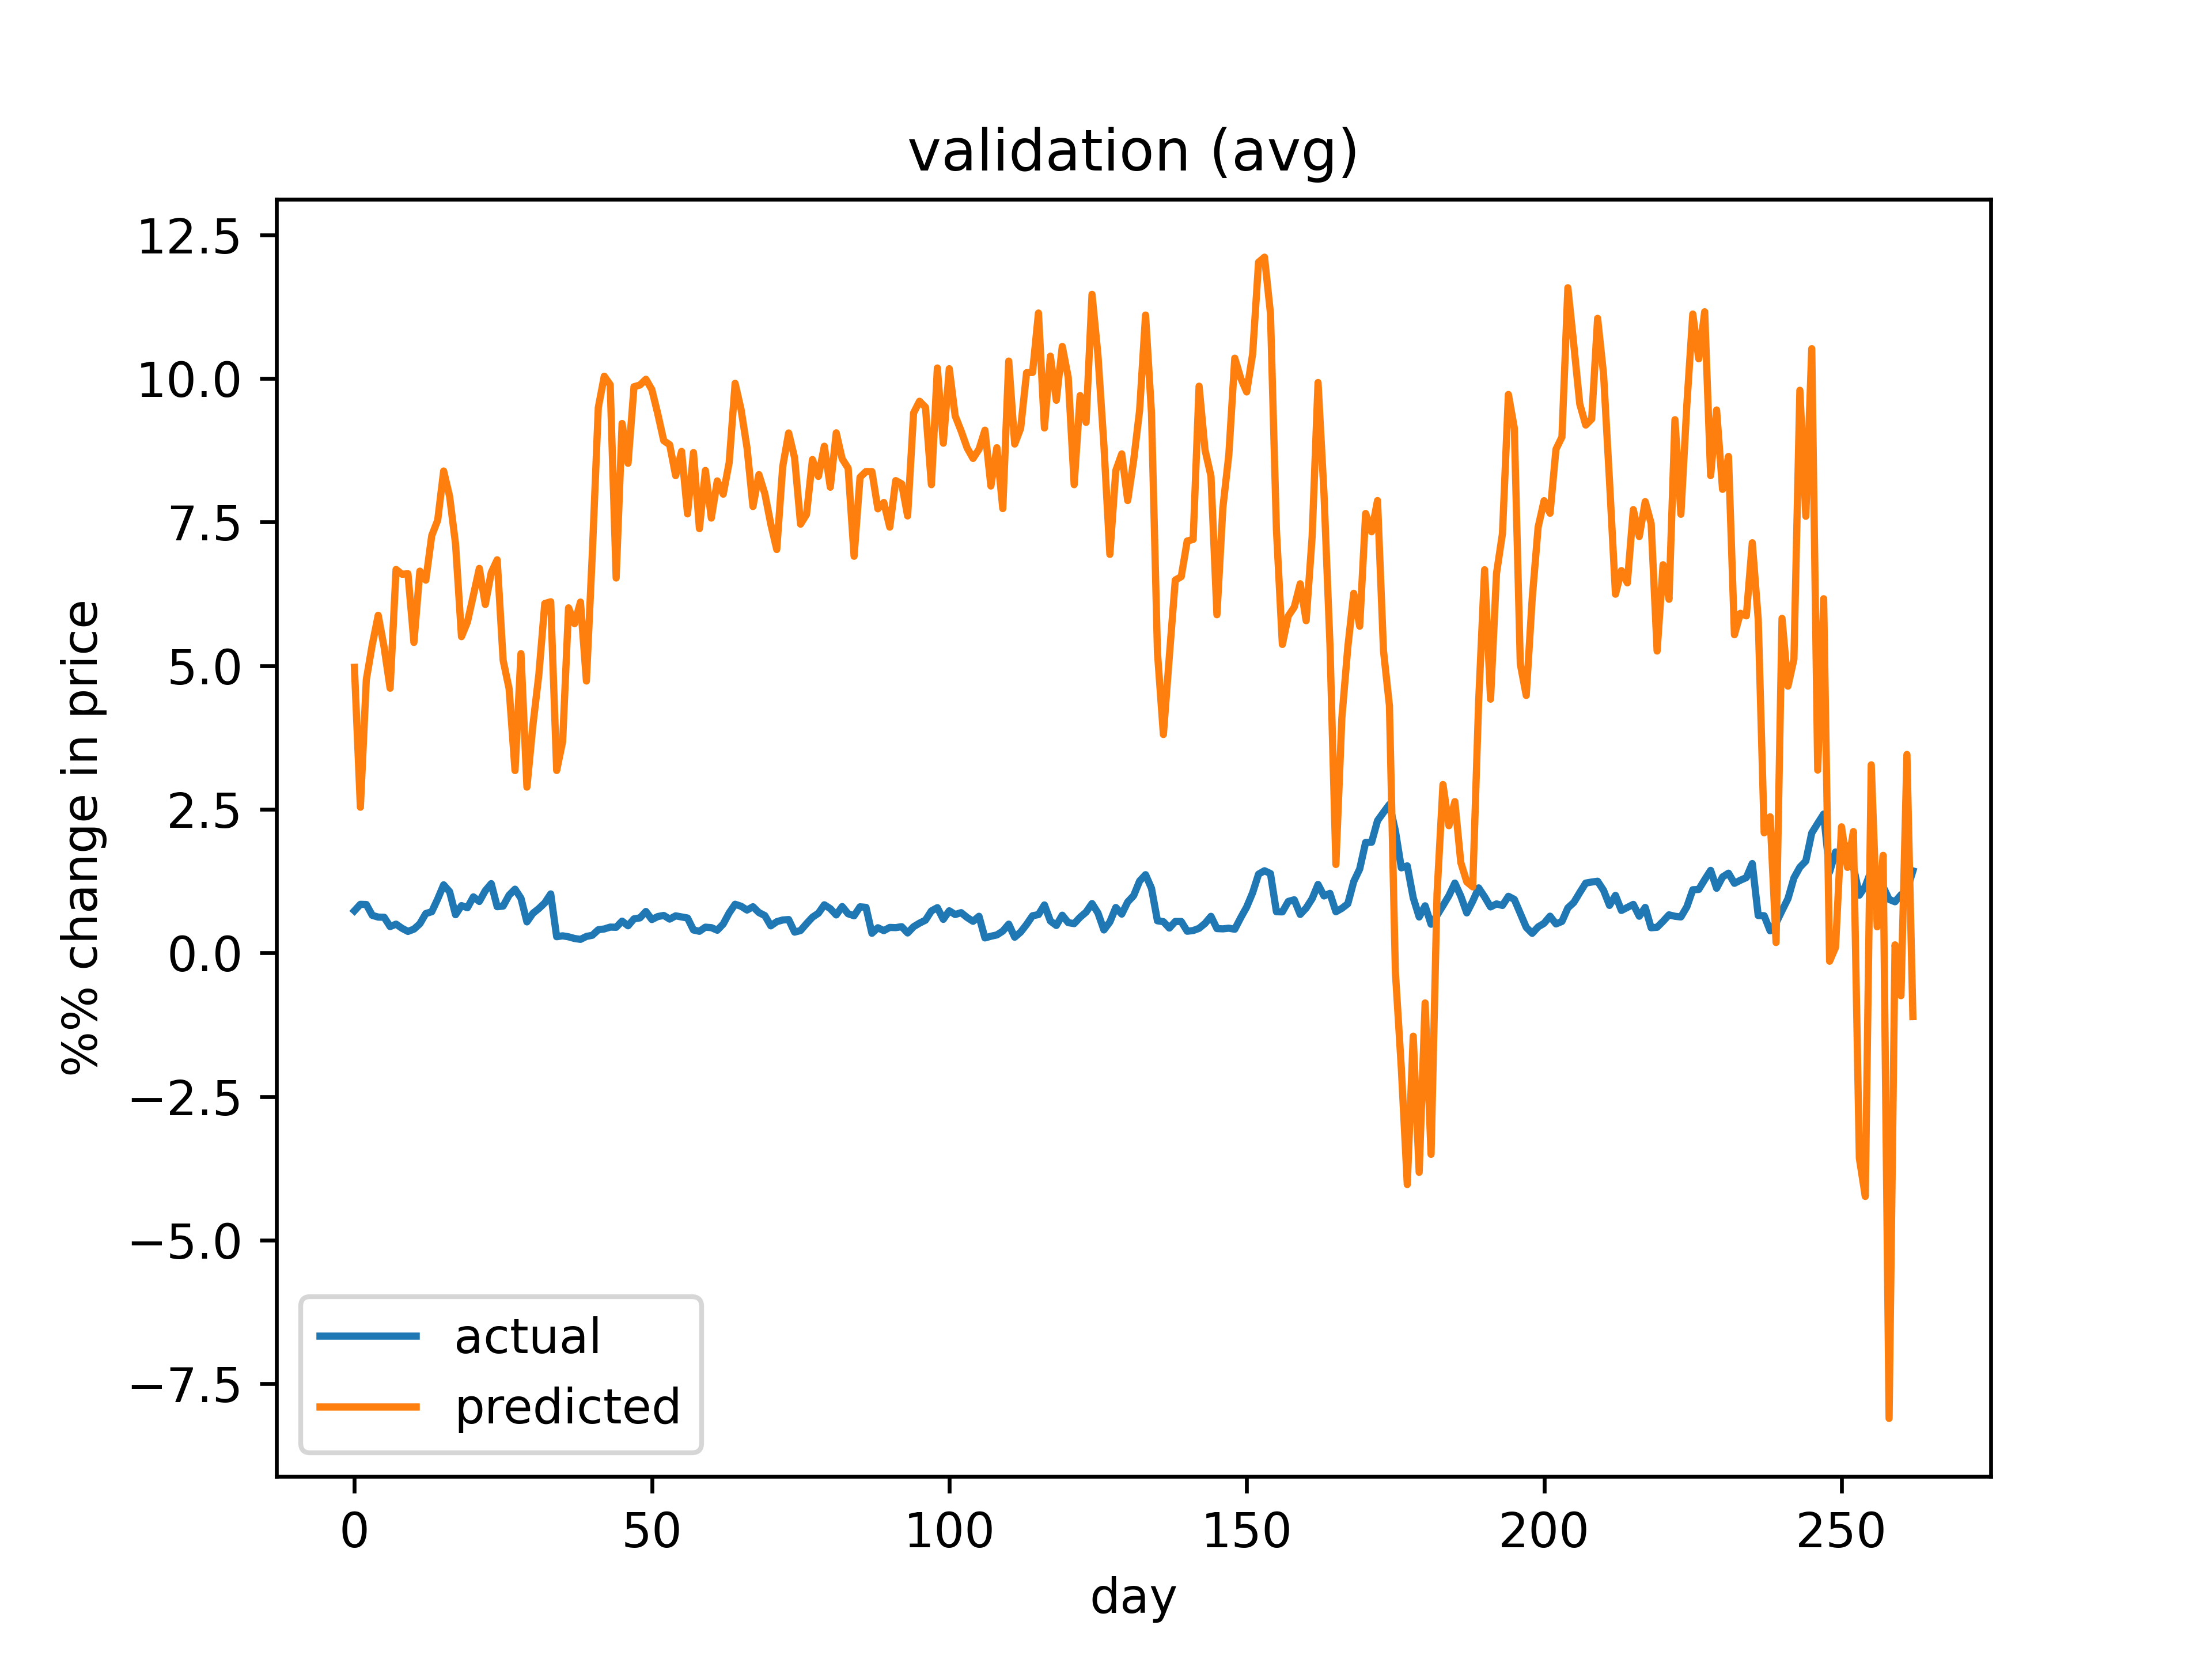 validation (avg)
%% change in price
12.5
10.0
7.5
5.0
2.5
0.0
−2.5
−5.0
−7.5
actual
predicted
0 50 100 150 200 250
day